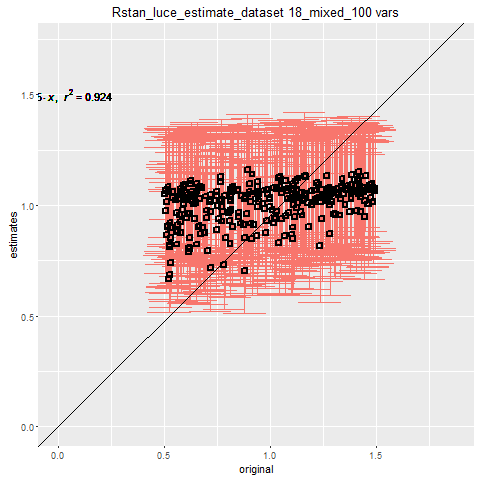 Rstan_luce_estimate_dataset 18_mixed_100 vars
5· x, r² = 0.924
1.5
1.0
0.5
0.0
estimates
0.0 0.5 1.0 1.5
original